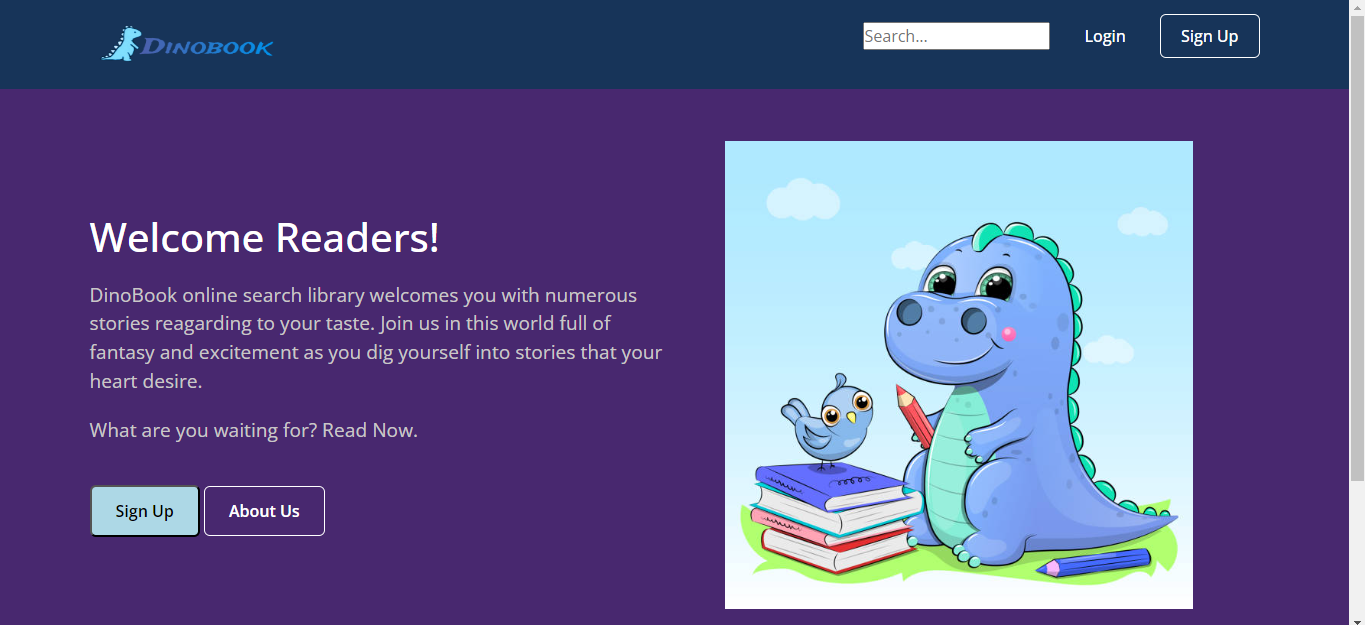 DINOBOOK
Search...
Login
Sign Up
Welcome Readers!
DinoBook online search library welcomes you with numerous
stories reagarding to your taste. Join us in this world full of
fantasy and excitement as you dig yourself into stories that your
heart desire.
What are you waiting for? Read Now.
Sign Up
About Us